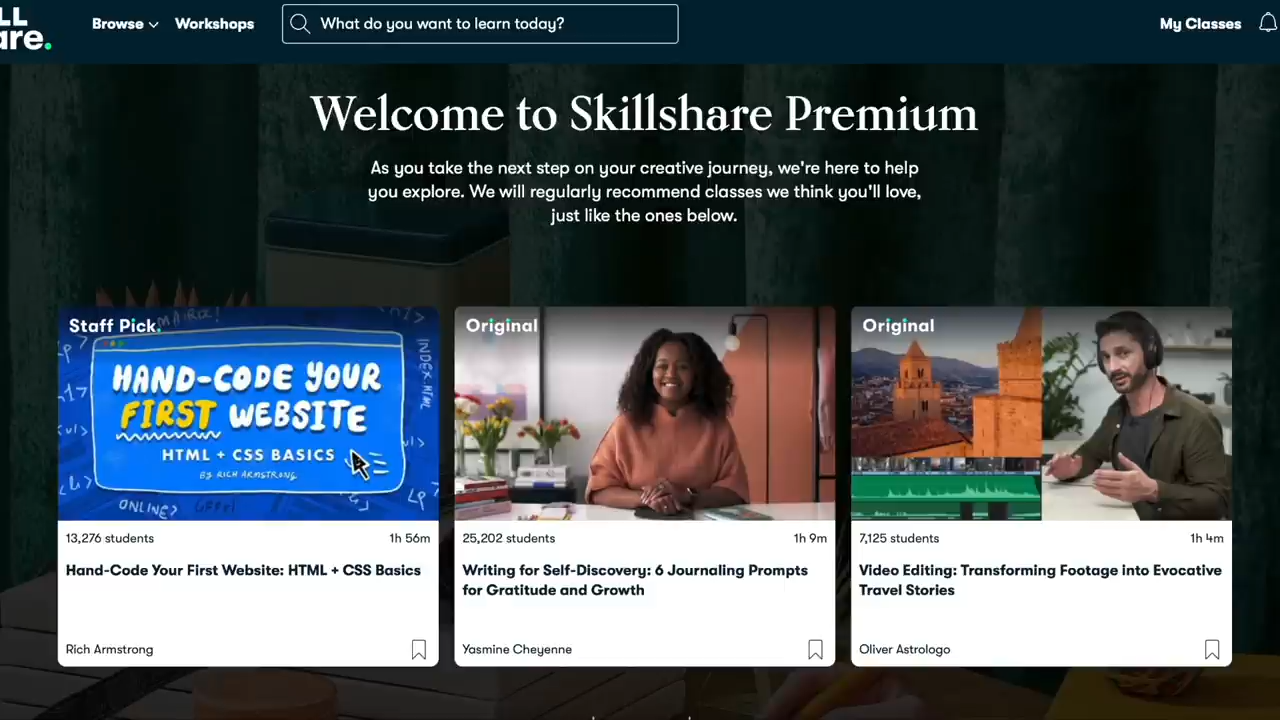 LL
are.
Browse
Workshops
What do you want to learn today?
My Classes
Welcome to Skillshare Premium
As you take the next step on your creative journey, we're here to help
you explore. We will regularly recommend classes we think you'll love,
just like the ones below.
Staff Pick.
HAND-CODE YOUR
FIRST WEBSITE
HTML + CSS BASICS
BY RICH ARMSTRONG
INDEX.HTML
ONLINE?
13,276 students
1h 56m
Hand-Code Your First Website: HTML + CSS Basics
Rich Armstrong
Original
25,202 students
1h 9m
Writing for Self-Discovery: 6 Journaling Prompts
for Gratitude and Growth
Yasmine Cheyenne
Original
7,125 students
1h 4m
Video Editing: Transforming Footage into Evocative
Travel Stories
Oliver Astrologo